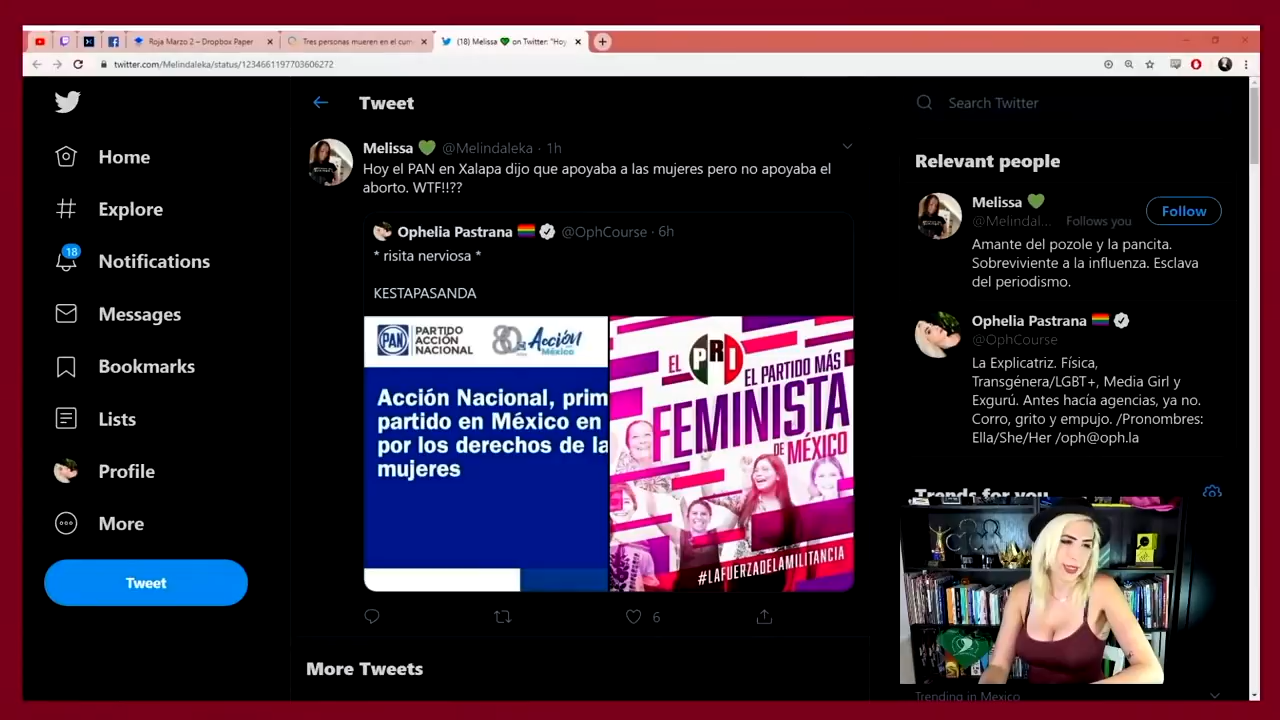 Roja Marzo 2 – Dropbox Paper
Tres personas mueren en el cum
(18) Melissa 💚 on Twitter: "Hoy
twitter.com/Melindaleka/status/1234661197703606272
Home
Explore
18
Notifications
Messages
Bookmarks
Lists
Profile
More
Tweet
Tweet
Melissa 💚 @Melindaleka · 1h
Hoy el PAN en Xalapa dijo que apoyaba a las mujeres pero no apoyaba el
aborto. WTF!!??
Ophelia Pastrana 🏳️‍🌈 @OphCourse · 6h
* risita nerviosa *
KESTAPASANDA
PAN
PARTIDO
ACCIÓN
NACIONAL
80
Acción
por México
Acción Nacional, prim
partido en México en
por los derechos de la
mujeres
EL PRI
EL PARTIDO MÁS
FEMINISTA
DE MÉXICO
#LAFUERZADELAMILITANCIA
6
More Tweets
Search Twitter
Relevant people
Melissa 💚
@Melindal... Follows you
Follow
Amante del pozole y la pancita.
Sobreviviente a la influenza. Esclava
del periodismo.
Ophelia Pastrana 🏳️‍🌈
@OphCourse
La Explicatriz. Física,
Transgénera/LGBT+, Media Girl y
Exgurú. Antes hacía agencias, ya no.
Corro, grito y empujo. /Pronombres:
Ella/She/Her /oph@oph.la
Trends for you
Trending in Mexico